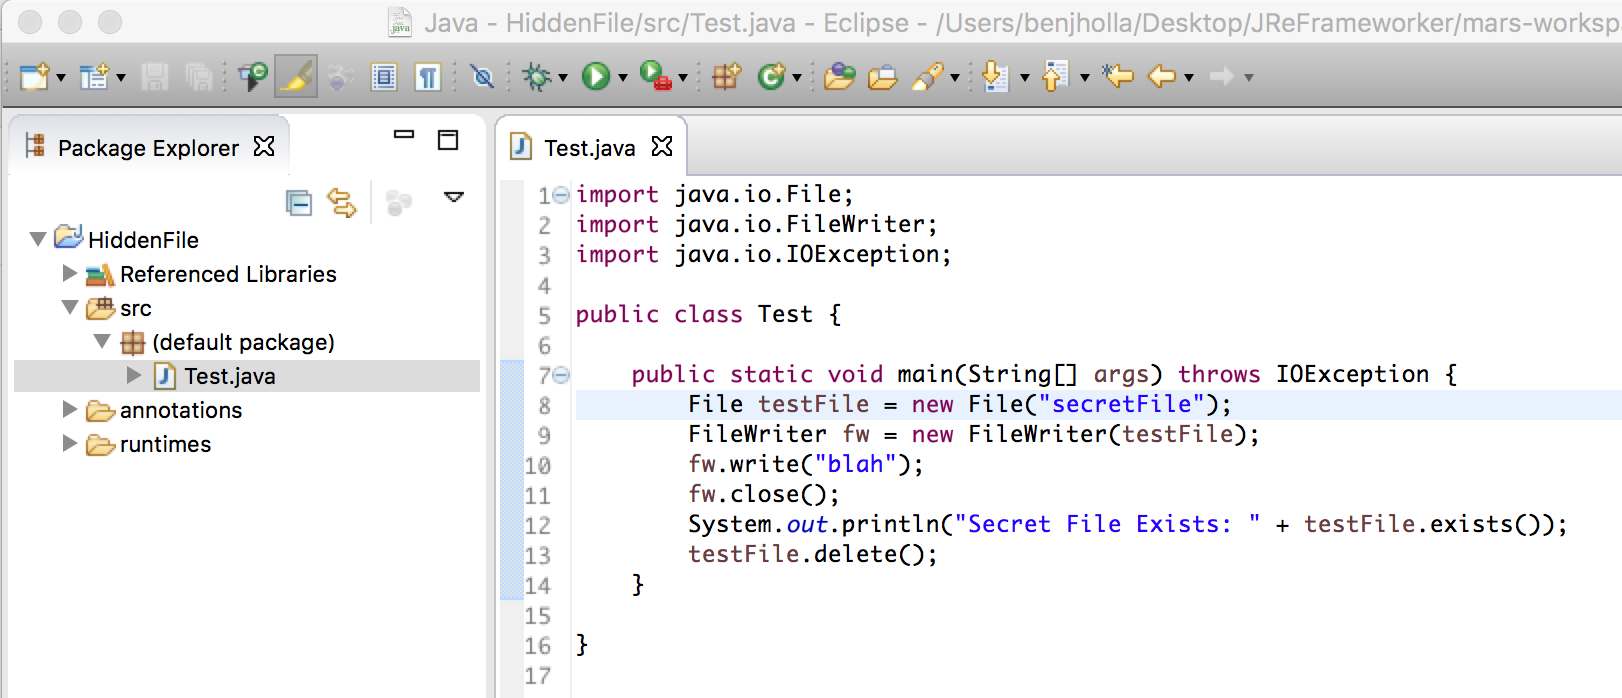 Java - HiddenFile/src/Test.java - Eclipse - /Users/benjholla/Desktop/JReFrameworker/mars-worksp
Package Explorer
HiddenFile
Referenced Libraries
src
(default package)
Test.java
annotations
runtimes
Test.java
1 import java.io.File;
2 import java.io.FileWriter;
3 import java.io.IOException;
4
5 public class Test {
6
7 public static void main(String[] args) throws IOException {
8 File testFile = new File("secretFile");
9 FileWriter fw = new FileWriter(testFile);
10 fw.write("blah");
11 fw.close();
12 System.out.println("Secret File Exists: " + testFile.exists());
13 testFile.delete();
14 }
15
16 }
17